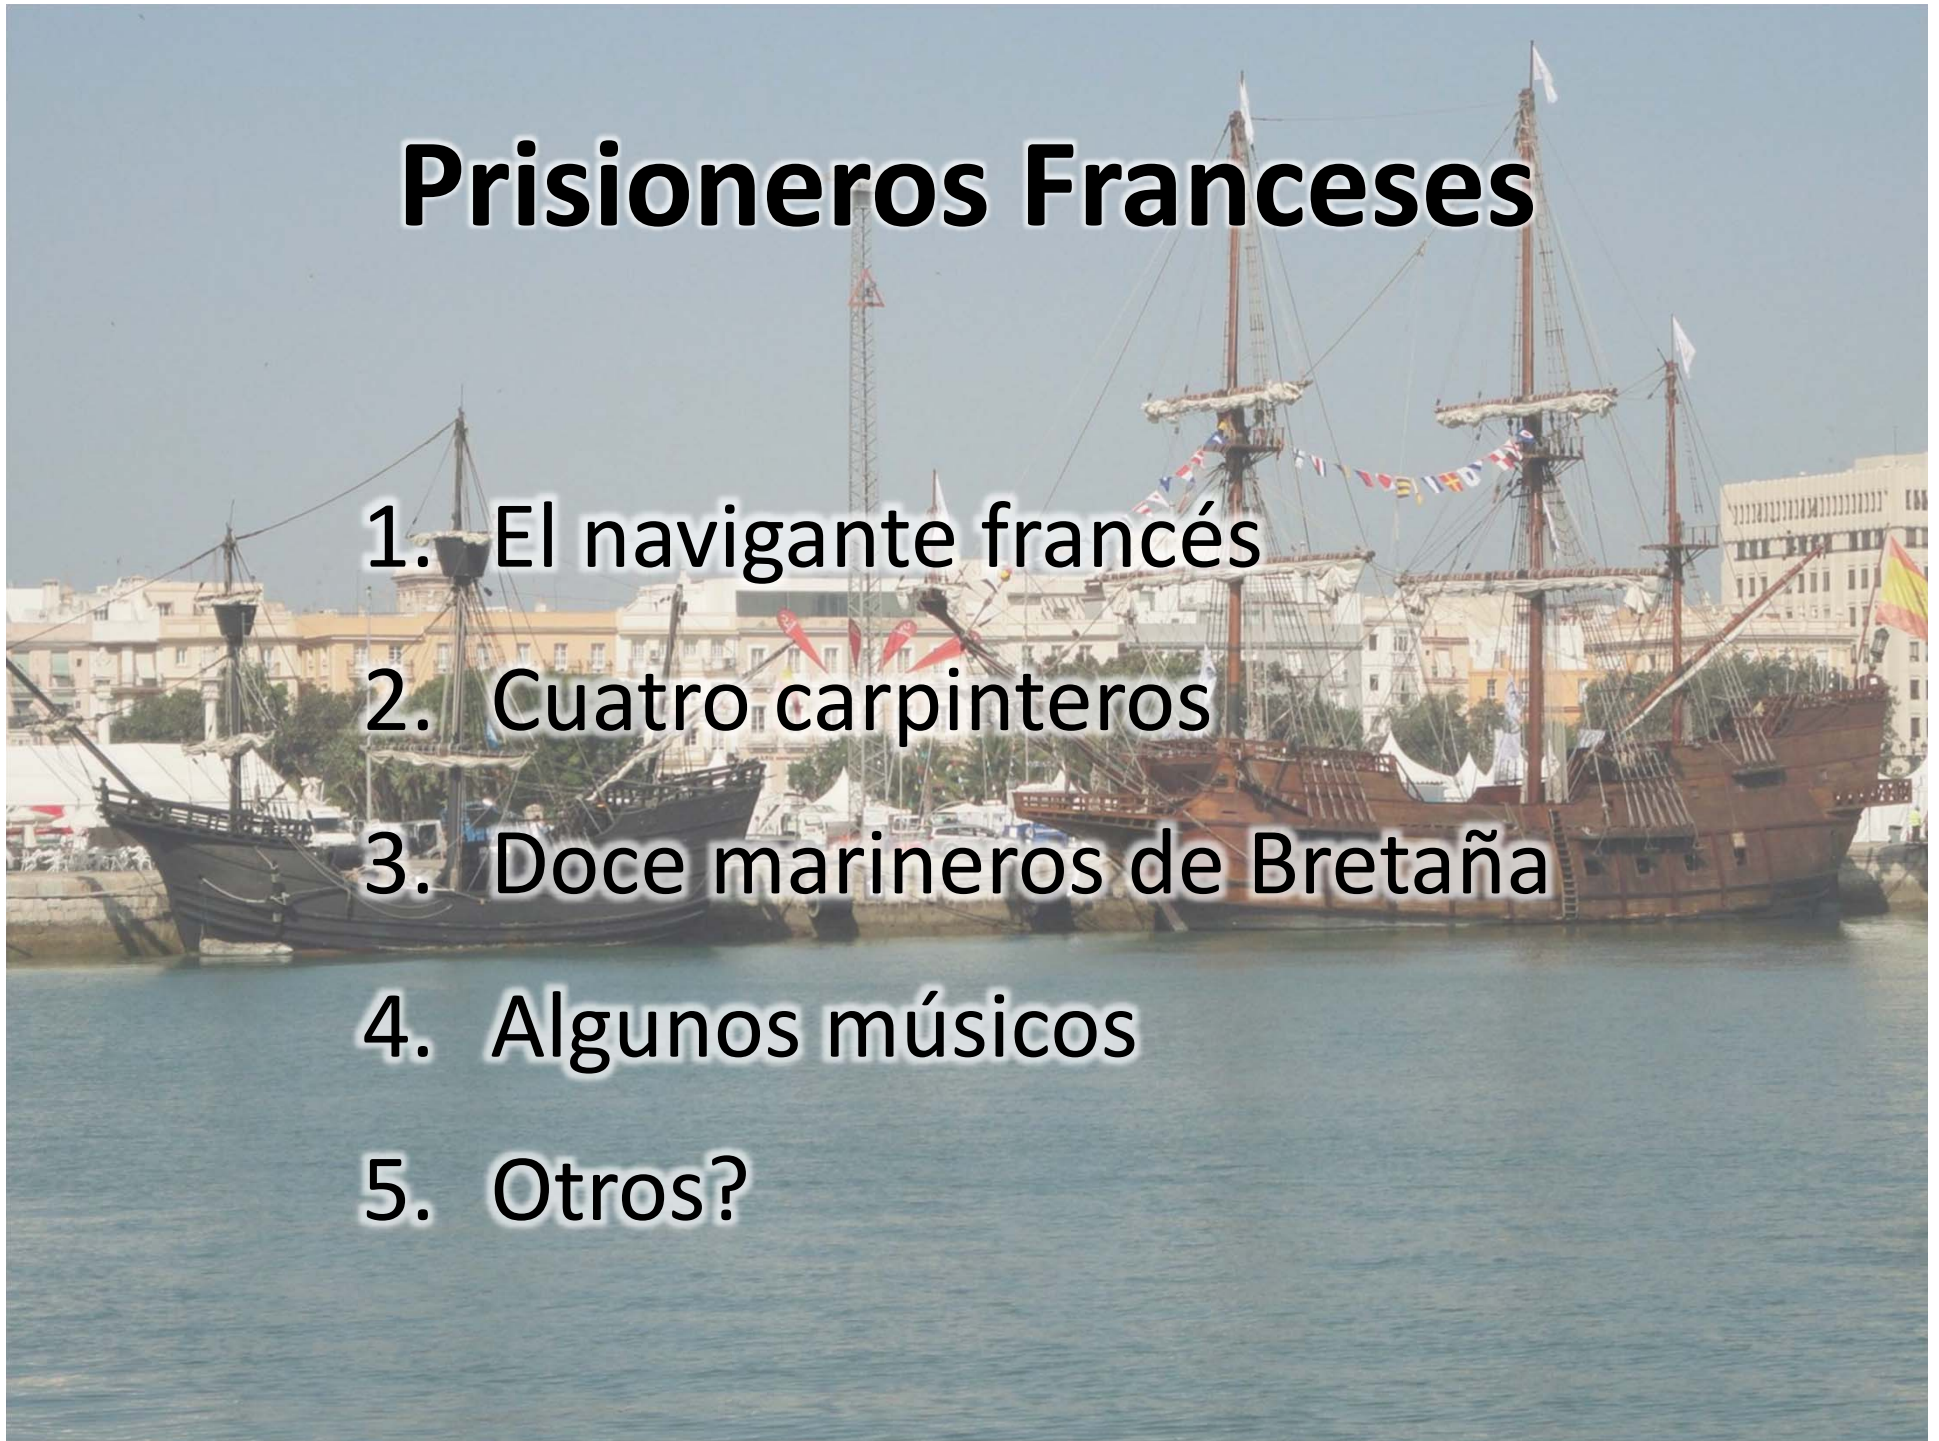 Prisioneros Franceses
1. El navigante francés
2. Cuatro carpinteros
3. Doce marineros de Bretaña
4. Algunos músicos
5. Otros?